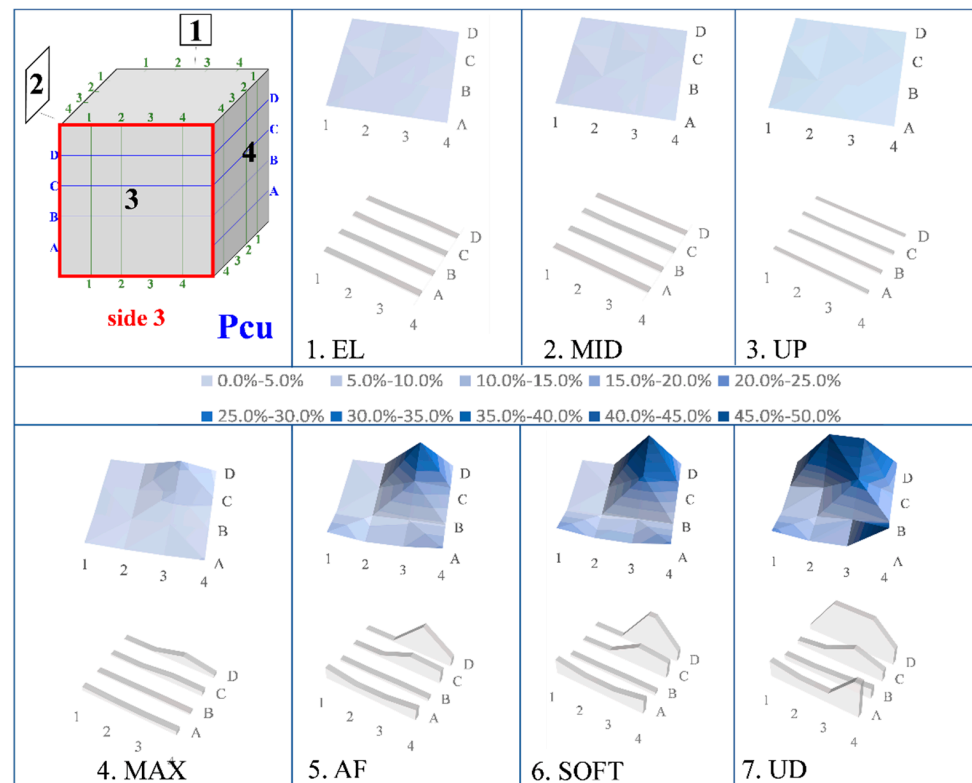 1
2
1 2 3 4
4 3 2 1
4 3 2 1
1 2 4
D
D
C
C
4
B
3
B
A
A
4 3 2 1
1 2 3 4
side 3
Pcu
D
C
B
A
1 2 3 4
D
C
B
A
1 2 3 4
1. EL
D
C
B
A
1 2 3 4
D
C
B
A
1 2 3 4
2. MID
D
C
B
A
1 2 3 4
D
C
B
A
1 2 3 4
3. UP
0.0%-5.0% 5.0%-10.0% 10.0%-15.0% 15.0%-20.0% 20.0%-25.0%
25.0%-30.0% 30.0%-35.0% 35.0%-40.0% 40.0%-45.0% 45.0%-50.0%
D
C
B
A
1 2 3 4
D
C
B
A
1 2 3 4
4. MAX
D
C
B
A
1 2 3 4
D
C
B
A
1 2 3 4
5. AF
D
C
B
A
1 2 3 4
D
C
B
A
1 2 3 4
6. SOFT
D
C
B
A
1 2 3 4
D
C
B
A
1 2 3 4
7. UD